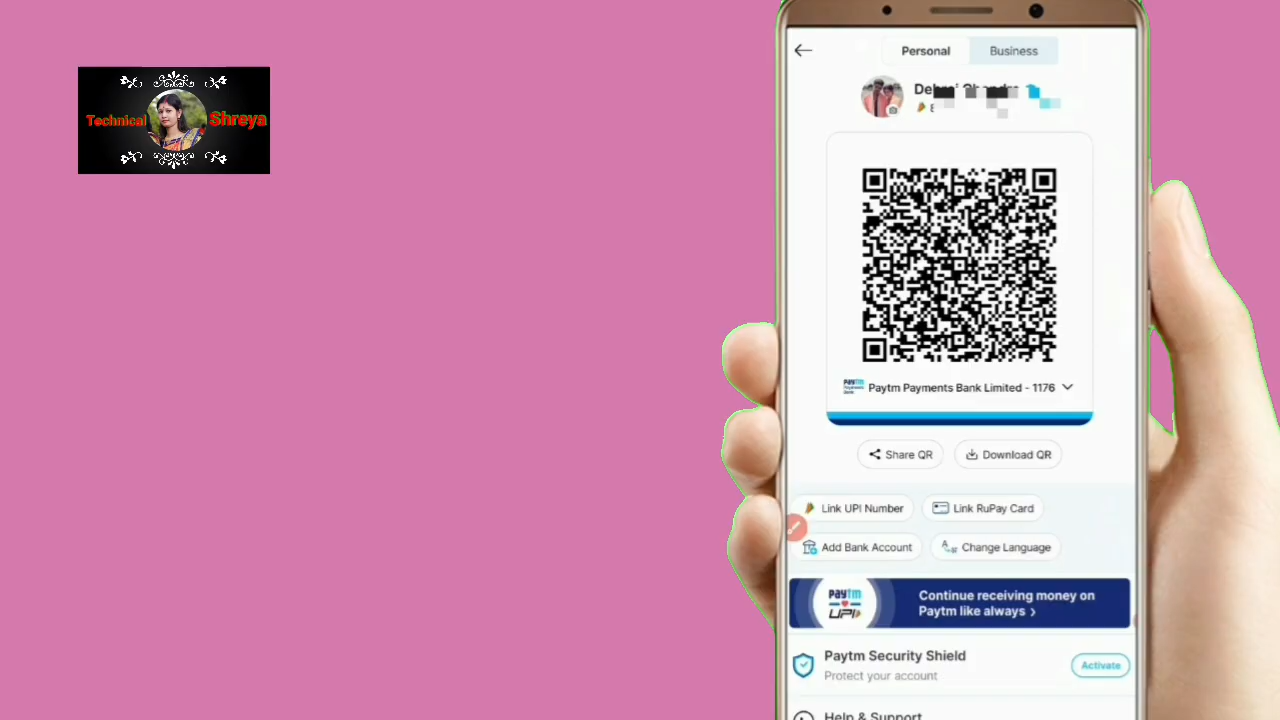 Technical Shreya
Personal Business
Paytm Payments Bank Limited - 1176
Share QR Download QR
Link UPI Number Link RuPay Card
Add Bank Account Change Language
paytm
UPI
Continue receiving money on
Paytm like always >
Paytm Security Shield
Protect your account
Activate
Help & Support